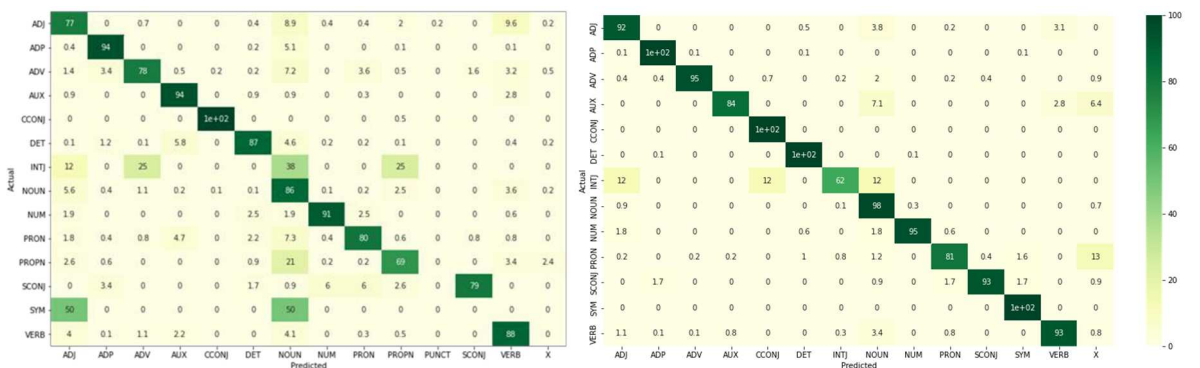 ADJ 77 0 0.7 0 0 0.4 8.9 0.4 0.4 2 0.2 0 9.6 0.2
ADP 0.4 94 0 0 0 0.2 5.1 0 0 0.1 0 0 0.1 0
ADV 1.4 3.4 78 0.5 0.2 0.2 7.2 0 3.6 0.5 0 1.6 3.2 0.5
AUX 0.9 0 0 94 0 0.9 0.9 0 0.3 0 0 0 2.8 0
CCONJ 0 0 0 0 1e+02 0 0 0 0 0.5 0 0 0 0
DET 0.1 1.2 0.1 5.8 0 87 4.6 0.2 0.2 0.1 0 0 0.4 0.2
INTJ 12 0 25 0 0 0 38 0 0 25 0 0 0 0
NOUN 5.6 0.4 1.1 0.2 0.1 0.1 86 0.1 0.2 2.5 0 0 3.6 0.2
NUM 1.9 0 0 0 0 2.5 1.9 91 2.5 0 0 0 0.6 0
PRON 1.8 0.4 0.8 4.7 0 2.2 7.3 0.4 80 0.6 0 0.8 0.8 0
PROPN 2.6 0.6 0 0 0 0.9 21 0.2 0.2 69 0 0 3.4 2.4
SCONJ 0 3.4 0 0 0 1.7 0.9 6 6 2.6 0 79 0 0
SYM 50 0 0 0 0 0 50 0 0 0 0 0 0 0
VERB 4 0.1 1.1 2.2 0 0 4.1 0 0.3 0.5 0 0 88 0
ADJ ADP ADV AUX CCONJ DET NOUN NUM PRON PROPN PUNCT SCONJ VERB X
Actual
Predicted
ADJ 92 0 0 0 0 0.5 0 3.8 0 0.2 0 0 3.1 0
ADP 0.1 1e+02 0.1 0 0 0.1 0 0.1 0 0 0 0.1 0 0
ADV 0.4 0.4 95 0 0.7 0 0.2 2 0 0.2 0.4 0 0 0.9
AUX 0 0 0 84 0 0 0 7.1 0 0 0 0 2.8 6.4
CCONJ 0 0 0 0 1e+02 0 0 0 0 0 0 0 0 0
DET 0 0.1 0 0 0 1e+02 0 0 0.1 0 0 0 0 0
INTJ 12 0 0 0 12 0 62 12 0 0 0 0 0 0
NOUN 0.9 0 0 0 0 0 0.1 98 0.3 0 0 0 0 0.7
NUM 1.8 0 0 0 0 0.6 0 1.8 95 0.6 0 0 0 0
PRON 0.2 0 0.2 0.2 0 1 0.8 1.2 0 81 0.4 1.6 0 13
SCONJ 0 1.7 0 0 0 0 0 0.9 0 1.7 93 1.7 0 0.9
SYM 0 0 0 0 0 0 0 0 0 0 0 1e+02 0 0
VERB 1.1 0.1 0.1 0.8 0 0 0.3 3.4 0 0.8 0 0 93 0.8
ADJ ADP ADV AUX CCONJ DET INTJ NOUN NUM PRON SCONJ SYM VERB X
Actual
Predicted
100
80
60
40
20
0